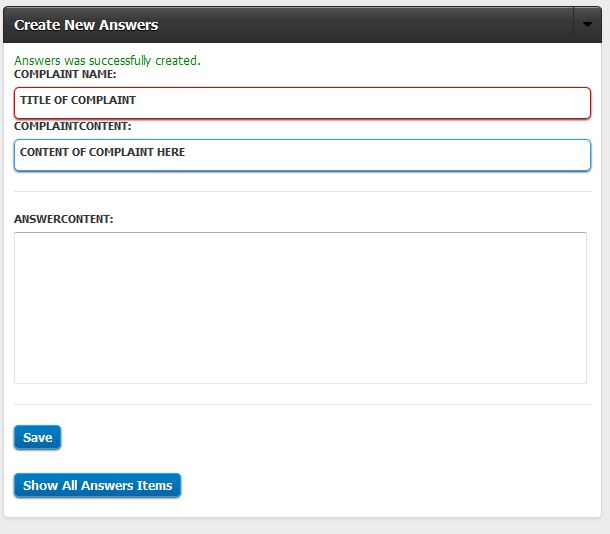 Create New Answers
Answers was successfully created.
COMPLAINT NAME:
TITLE OF COMPLAINT
COMPLAINTCONTENT:
CONTENT OF COMPLAINT HERE
ANSWERCONTENT:
Save
Show All Answers Items